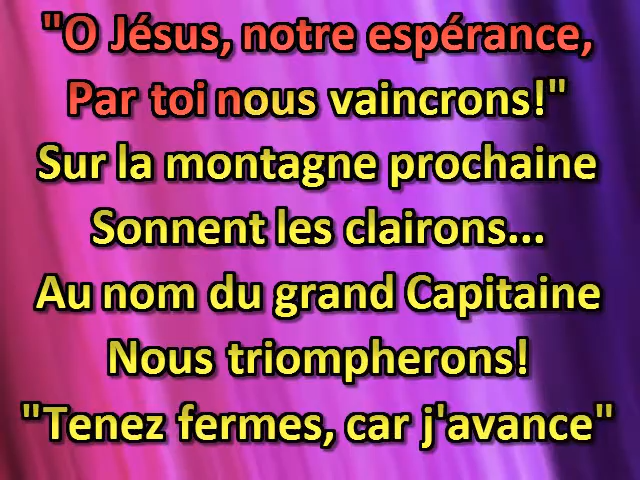 "O Jésus, notre espérance,
Par toi nous vaincrons!"
Sur la montagne prochaine
Sonnent les clairons...
Au nom du grand Capitaine
Nous triompherons!
"Tenez fermes, car j'avance"